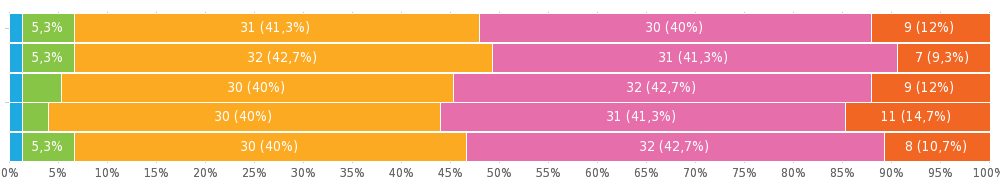 5,3% 31 (41,3%) 30 (40%) 9 (12%)
5,3% 32 (42,7%) 31 (41,3%) 7 (9,3%)
30 (40%) 32 (42,7%) 9 (12%)
30 (40%) 31 (41,3%) 11 (14,7%)
5,3% 30 (40%) 32 (42,7%) 8 (10,7%)
0% 5% 10% 15% 20% 25% 30% 35% 40% 45% 50% 55% 60% 65% 70% 75% 80% 85% 90% 95% 100%